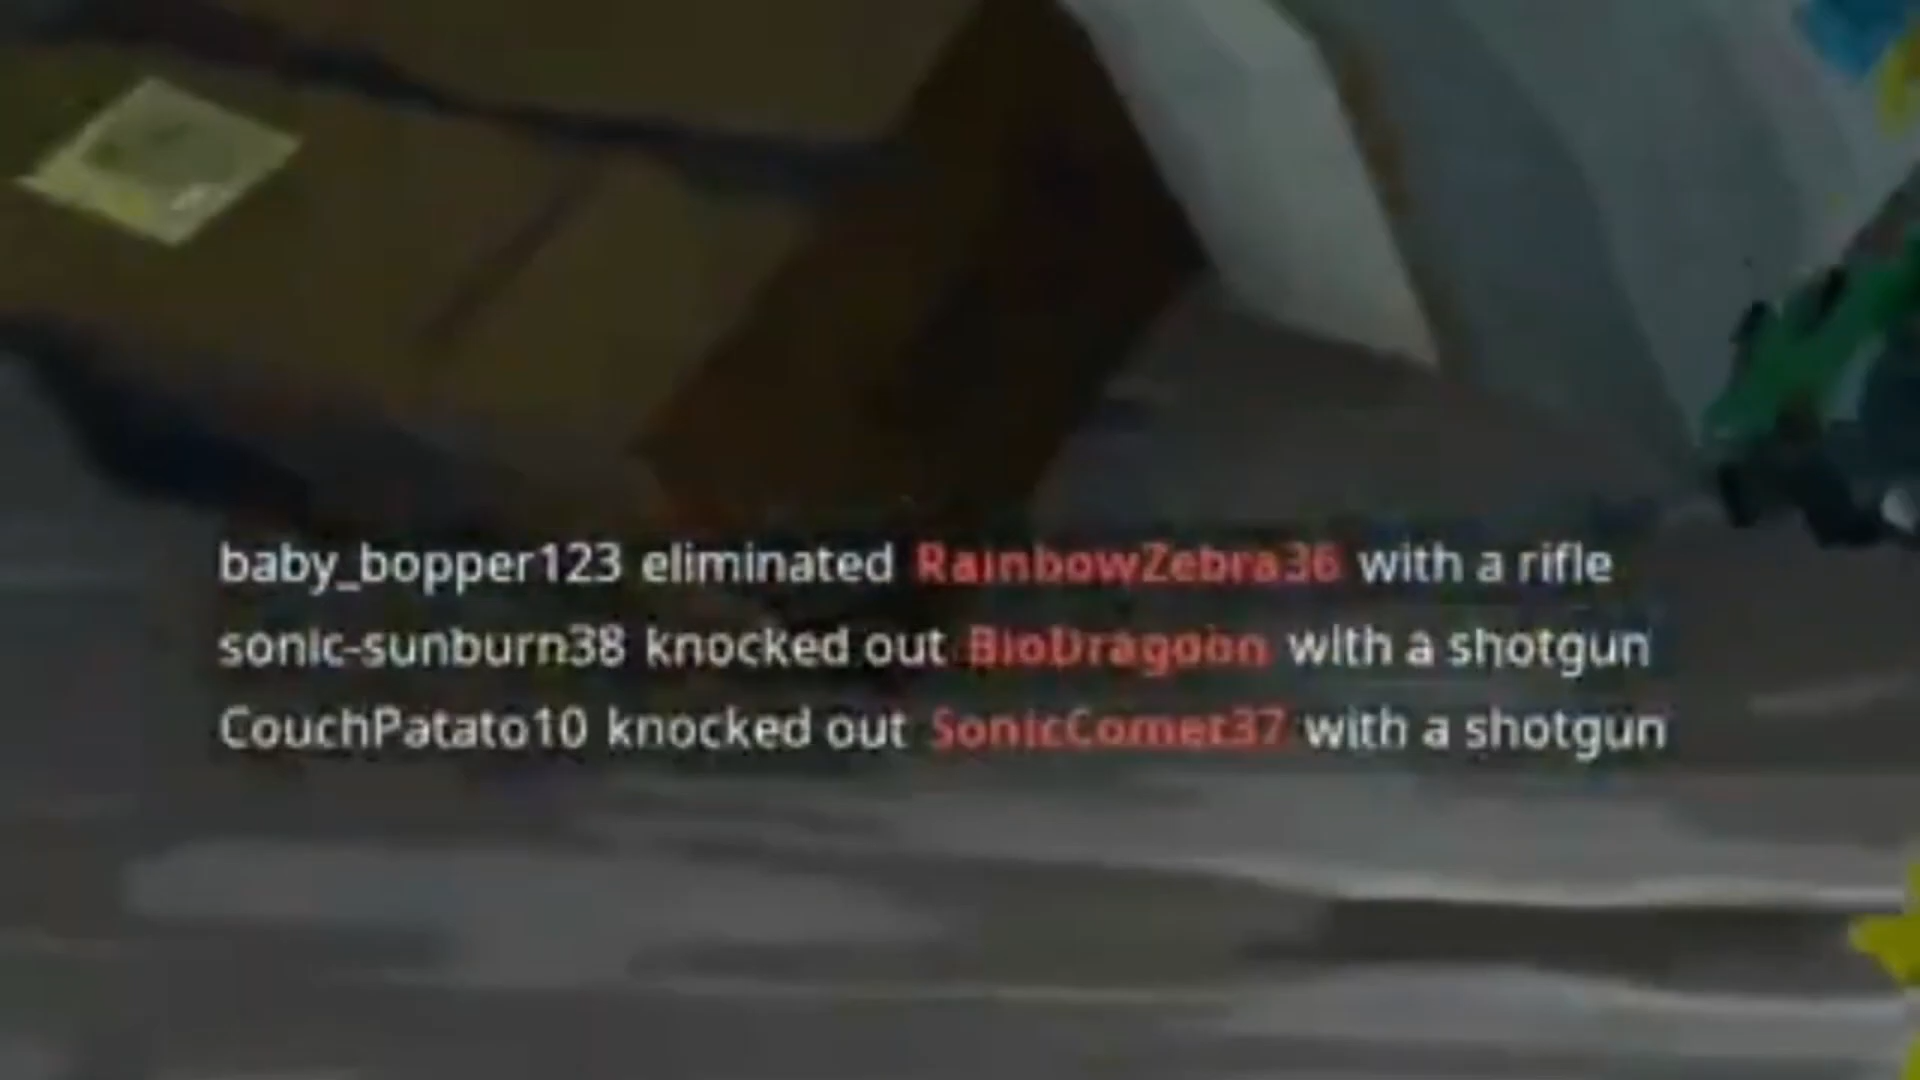 baby_bopper123 eliminated RainbowZebra36 with a rifle
sonic-sunburn38 knocked out BioDragoon with a shotgun
CouchPatato10 knocked out SonicComet37 with a shotgun